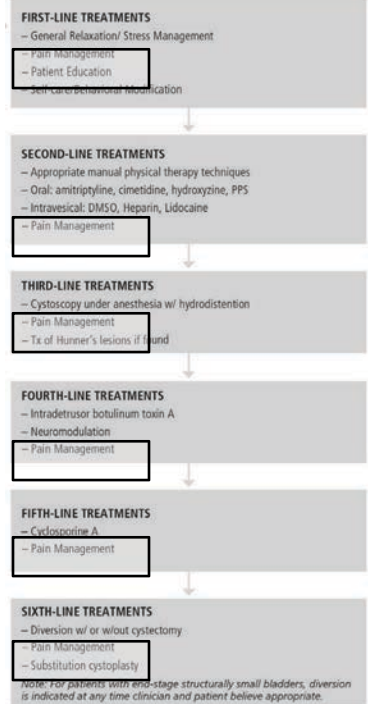 FIRST-LINE TREATMENTS
– General Relaxation/ Stress Management
– Pain Management
– Patient Education
– Self-care/Behavioral Modification
SECOND-LINE TREATMENTS
– Appropriate manual physical therapy techniques
– Oral: amitriptyline, cimetidine, hydroxyzine, PPS
– Intravesical: DMSO, Heparin, Lidocaine
– Pain Management
THIRD-LINE TREATMENTS
– Cystoscopy under anesthesia w/ hydrodistention
– Pain Management
– Tx of Hunner's lesions if found
FOURTH-LINE TREATMENTS
– Intradetrusor botulinum toxin A
– Neuromodulation
– Pain Management
FIFTH-LINE TREATMENTS
– Cyclosporine A
– Pain Management
SIXTH-LINE TREATMENTS
– Diversion w/ or w/out cystectomy
– Pain Management
– Substitution cystoplasty
Note: For patients with end-stage structurally small bladders, diversion
is indicated at any time clinician and patient believe appropriate.